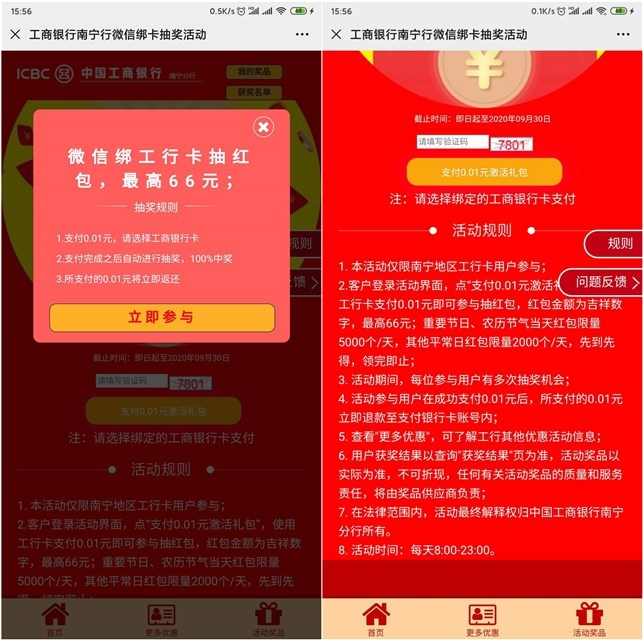 15:56
0.5K/s
69
工商银行南宁行微信绑卡抽奖活动
ICBC 中国工商银行 南宁分行
我的奖品
获奖名单
微信绑工行卡抽红
包，最高66元；
抽奖规则
1.支付0.01元，请选择工商银行卡
2.支付完成之后自动进行抽奖，100%中奖
3.所支付的0.01元将立即返还
立即参与
规则
反馈
截止时间：即日起至2020年09月30日
请填写验证码 7801
支付0.01元激活礼包
注：请选择绑定的工商银行卡支付
活动规则
1. 本活动仅限南宁地区工行卡用户参与；
2.客户登录活动界面，点“支付0.01元激活礼包”，使用
工行卡支付0.01元即可参与抽红包，红包金额为吉祥数
字，最高66元；重要节日、农历节气当天红包限量
5000个/天，其他平常日红包限量2000个/天，先到先
得，领完即止；
首页
更多优惠
活动奖品
15:56
0.1K/s
69
工商银行南宁行微信绑卡抽奖活动
截止时间：即日起至2020年09月30日
请填写验证码 7801
支付0.01元激活礼包
注：请选择绑定的工商银行卡支付
活动规则
规则
1. 本活动仅限南宁地区工行卡用户参与；
问题反馈
2.客户登录活动界面，点“支付0.01元激活礼
工行卡支付0.01元即可参与抽红包，红包金额为吉祥数
字，最高66元；重要节日、农历节气当天红包限量
5000个/天，其他平常日红包限量2000个/天，先到先
得，领完即止；
3. 活动期间，每位参与用户有多次抽奖机会；
4. 活动参与用户在成功支付0.01元后，所支付的0.01元
立即退款至支付银行卡账号内；
5. 查看"更多优惠"，可了解工行其他优惠活动信息；
6. 用户获奖结果以查询"获奖结果"页为准，活动奖品以
实际为准，不可折现，任何有关活动奖品的质量和服务
责任，将由奖品供应商负责；
7. 在法律范围内，活动最终解释权归中国工商银行南宁
分行所有。
8. 活动时间：每天8:00-23:00。
首页
更多优惠
活动奖品